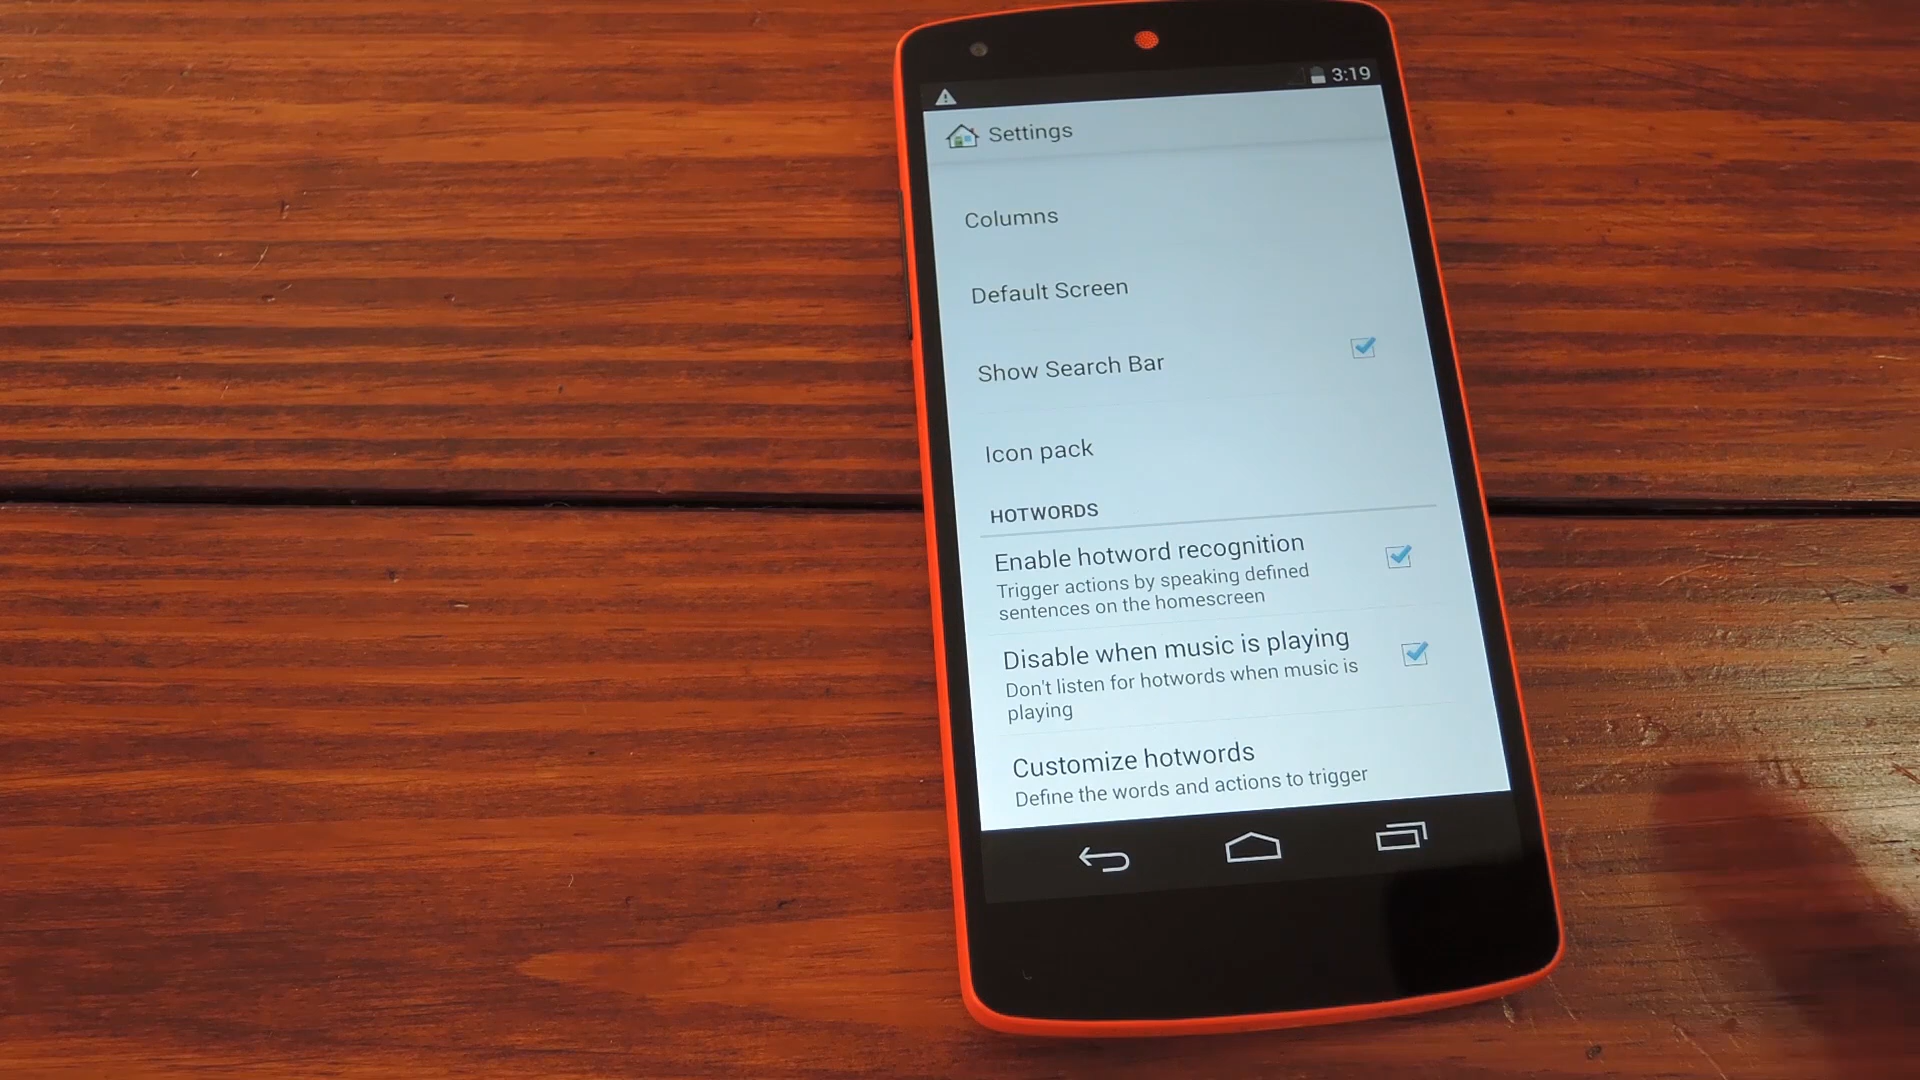 3:19
Settings
Columns
Default Screen
Show Search Bar
Icon pack
HOTWORDS
Enable hotword recognition
Trigger actions by speaking defined
sentences on the homescreen
Disable when music is playing
Don't listen for hotwords when music is
playing
Customize hotwords
Define the words and actions to trigger